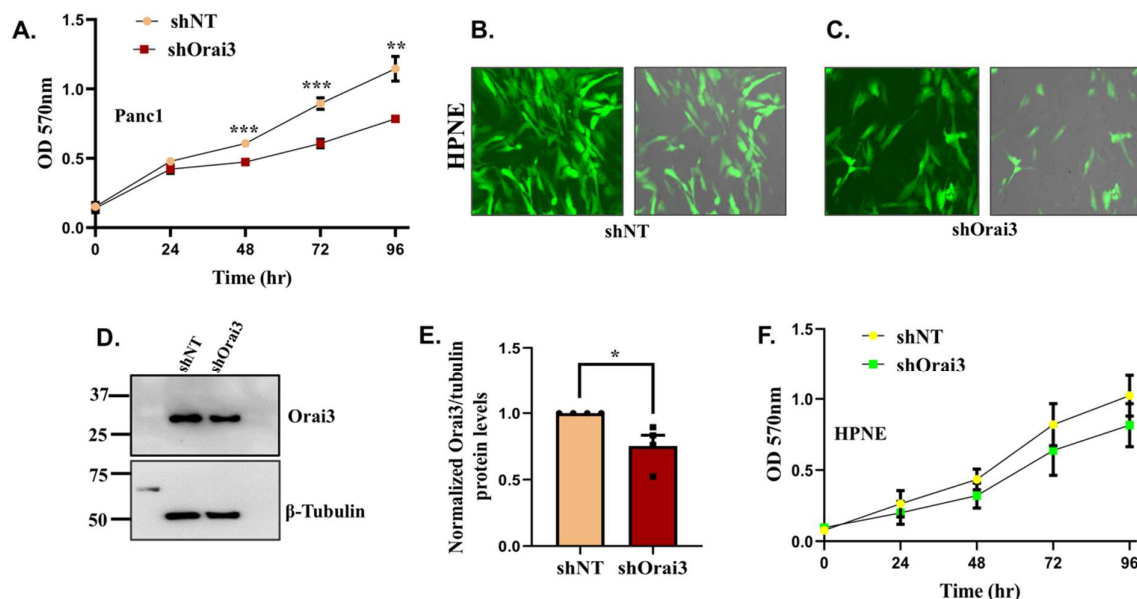 A.
shNT
shOrai3
1.5
1.0
0.5
0.0
OD 570nm
Panc1
***
***
**
0 24 48 72 96
Time (hr)
B.
HPNE
shNT
C.
shOrai3
D.
shNT
shOrai3
37
25
Orai3
75
50
β-Tubulin
E.
Normalized Orai3/tubulin
protein levels
1.5
1.0
0.5
0.0
*
shNT shOrai3
F.
shNT
shOrai3
1.5
1.0
0.5
0.0
OD 570nm
HPNE
0 24 48 72 96
Time (hr)